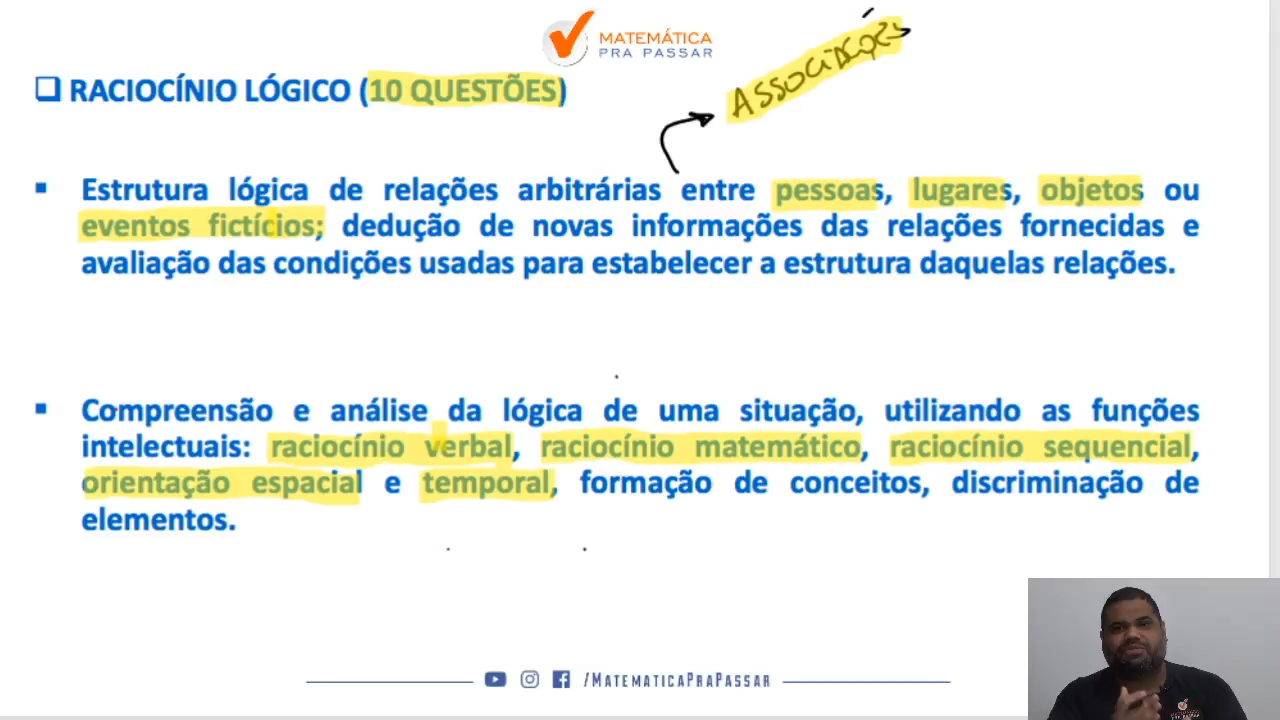 MATEMÁTICA
PRA PASSAR
ASSOCIAÇÕES
❑ RACIOCÍNIO LÓGICO (10 QUESTÕES)
▪ Estrutura lógica de relações arbitrárias entre pessoas, lugares, objetos ou
eventos fictícios; dedução de novas informações das relações fornecidas e
avaliação das condições usadas para estabelecer a estrutura daquelas relações.
▪ Compreensão e análise da lógica de uma situação, utilizando as funções
intelectuais: raciocínio verbal, raciocínio matemático, raciocínio sequencial,
orientação espacial e temporal, formação de conceitos, discriminação de
elementos.
/MATEMATICAPRAPASSAR